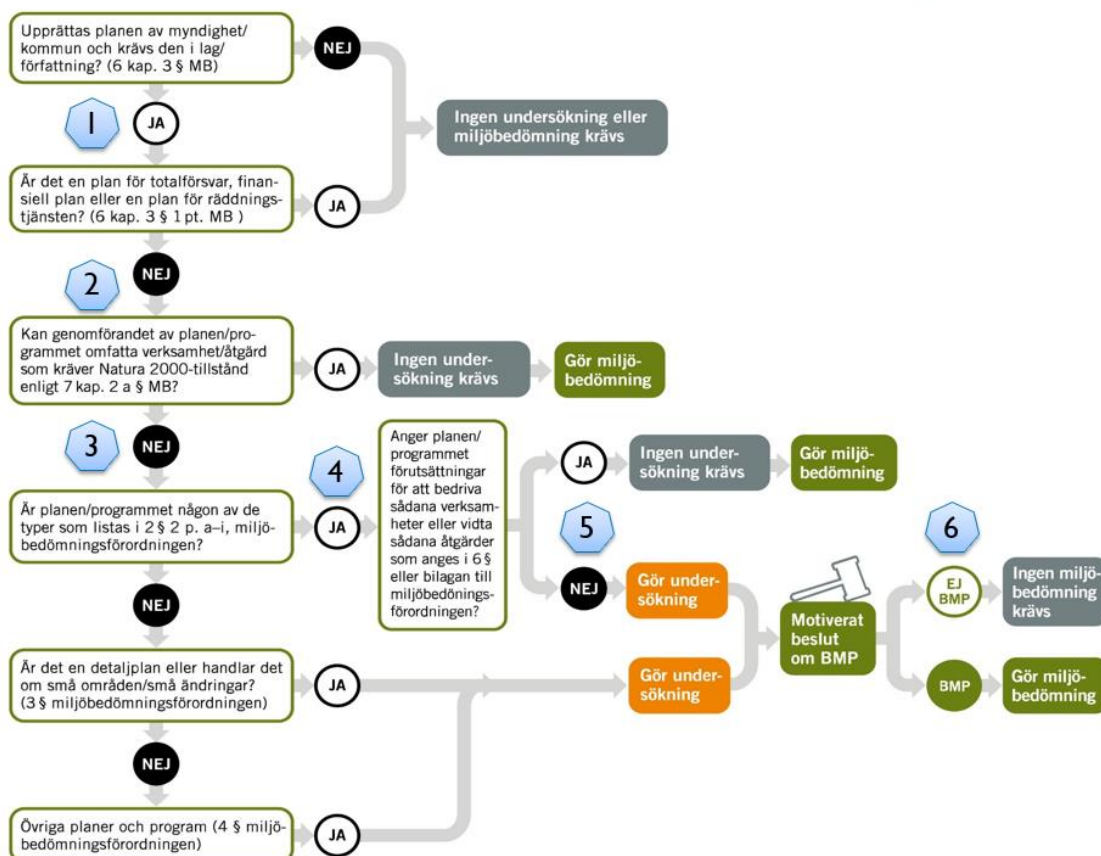 Upprättas planen av myndighet/
kommun och krävs den i lag/
författning? (6 kap. 3 § MB)
NEJ
1
JA
Ingen undersökning eller
miljöbedömning krävs
Är det en plan för totalförsvar, finan-
siell plan eller en plan för räddnings-
tjänsten? (6 kap. 3 § 1 pt. MB )
JA
2
NEJ
Kan genomförandet av planen/pro-
grammet omfatta verksamhet/åtgärd
som kräver Natura 2000-tillstånd
enligt 7 kap. 2 a § MB?
JA
Ingen under-
sökning krävs
Gör miljö-
bedömning
3
NEJ
Är planen/programmet någon av de
typer som listas i 2 § 2 p. a–i, miljö-
bedömningsförordningen?
4
JA
Anger planen/
programmet
förutsättningar
för att bedriva
sådana verksam-
heter eller vidta
sådana åtgärder
som anges i 6 §
eller bilagan till
miljöbedönings-
förordningen?
JA
Ingen under-
sökning krävs
Gör miljö-
bedömning
5
NEJ
Gör under-
sökning
Motiverat
beslut
om BMP
6
EJ
BMP
Ingen miljö-
bedömning
krävs
BMP
Gör miljö-
bedömning
NEJ
Är det en detaljplan eller handlar det
om små områden/små ändringar?
(3 § miljöbedömningsförordningen)
JA
Gör under-
sökning
NEJ
Övriga planer och program (4 § miljö-
bedömningsförordningen)
JA